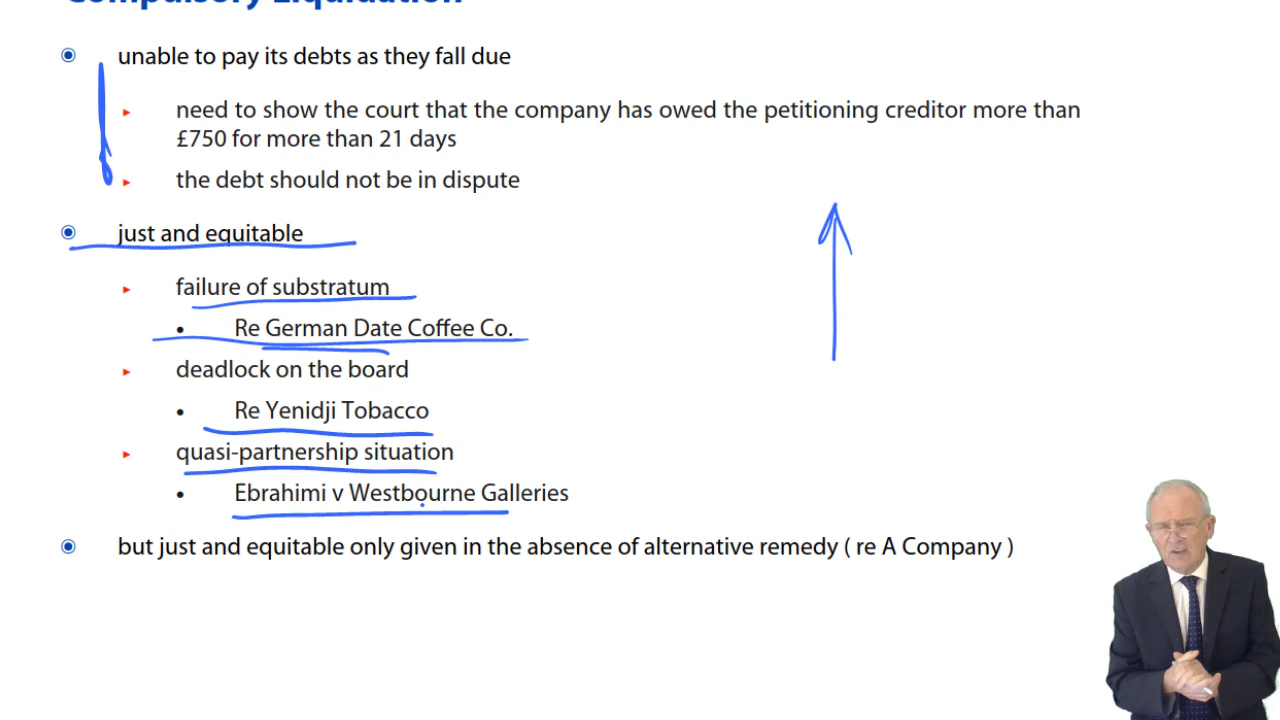 Compulsory Liquidation
unable to pay its debts as they fall due
need to show the court that the company has owed the petitioning creditor more than
£750 for more than 21 days
the debt should not be in dispute
just and equitable
failure of substratum
Re German Date Coffee Co.
deadlock on the board
Re Yenidji Tobacco
quasi-partnership situation
Ebrahimi v Westbourne Galleries
but just and equitable only given in the absence of alternative remedy ( re A Company )